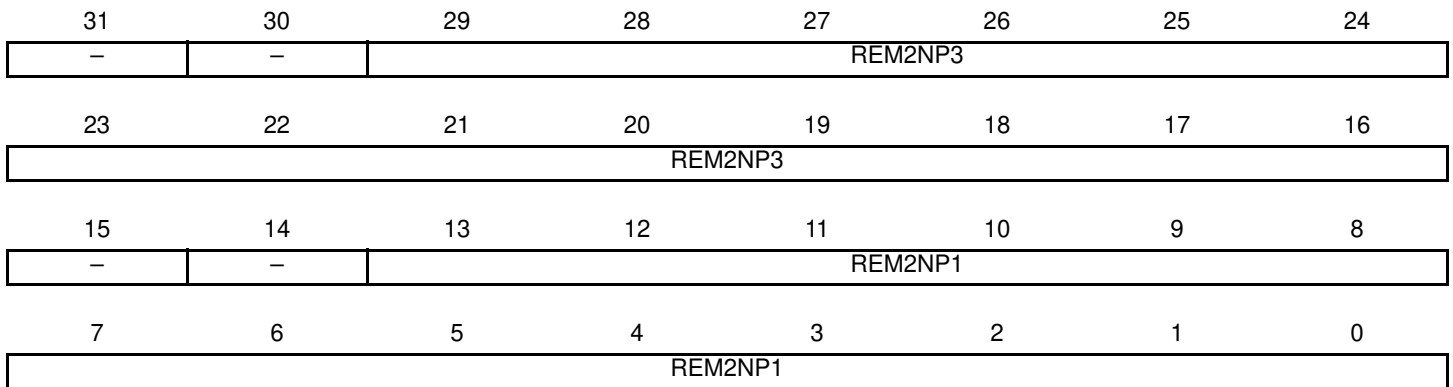 31 30 29 28 27 26 25 24
– – REM2NP3
23 22 21 20 19 18 17 16
REM2NP3
15 14 13 12 11 10 9 8
– – REM2NP1
7 6 5 4 3 2 1 0
REM2NP1